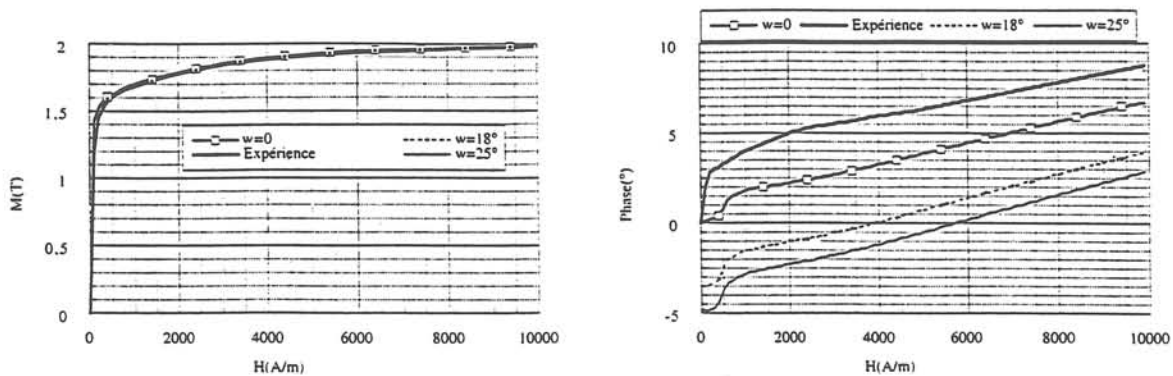 w=0 Expérience w=18° w=25°
2
1.5
1
0.5
0
M(T)
w=0 w=18°
Expérience w=25°
0 2000 4000 6000 8000 10000
H(A/m)
10
5
0
-5
Phase(°)
0 2000 4000 6000 8000 10000
H(A/m)